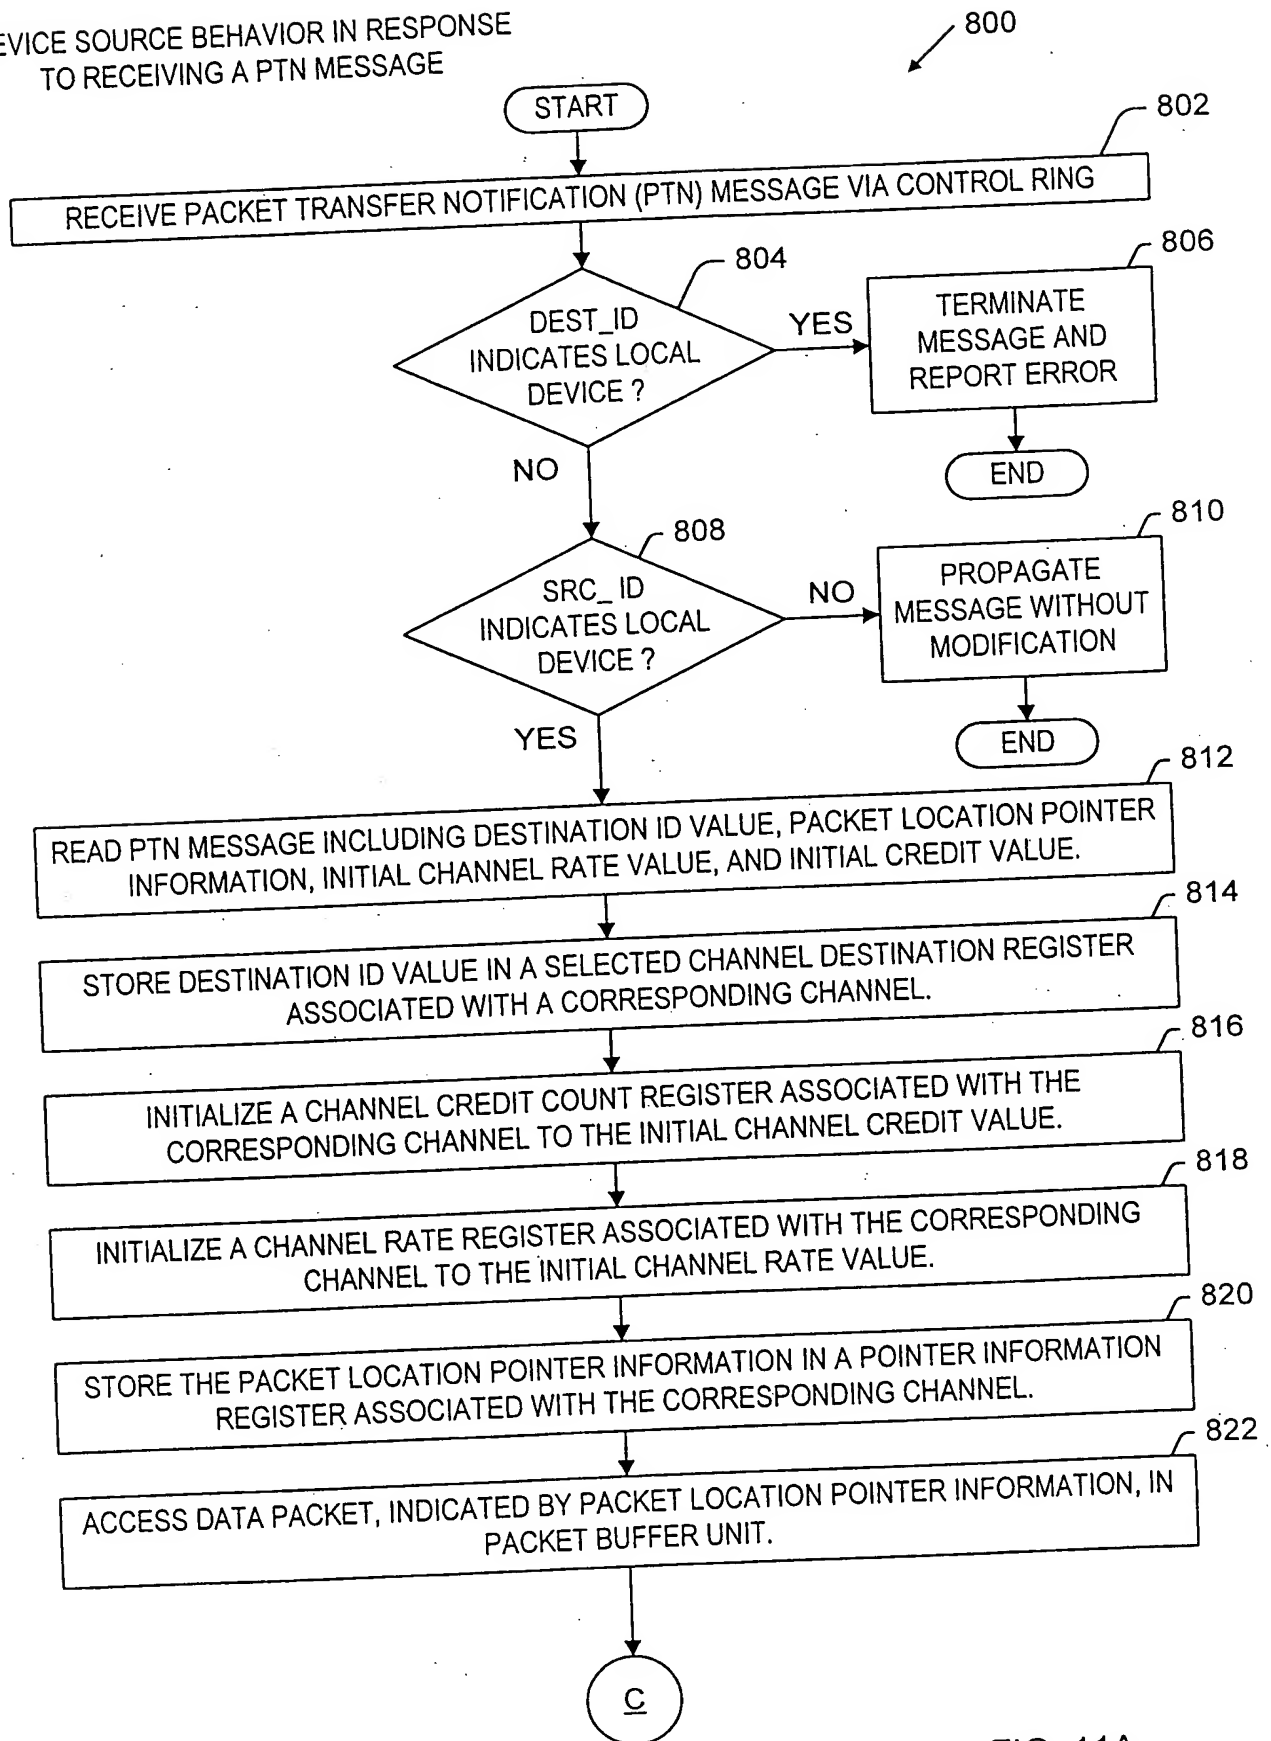 SOURCE BEHAVIOR IN RESPONSE
TO RECEIVING A PTN MESSAGE
800
START
802
RECEIVE PACKET TRANSFER NOTIFICATION (PTN) MESSAGE VIA CONTROL RING
804
DEST_ID
INDICATES LOCAL
DEVICE ?
YES
806
TERMINATE
MESSAGE AND
REPORT ERROR
END
NO
808
SRC_ ID
INDICATES LOCAL
DEVICE ?
NO
810
PROPAGATE
MESSAGE WITHOUT
MODIFICATION
END
YES
812
READ PTN MESSAGE INCLUDING DESTINATION ID VALUE, PACKET LOCATION POINTER
INFORMATION, INITIAL CHANNEL RATE VALUE, AND INITIAL CREDIT VALUE.
814
STORE DESTINATION ID VALUE IN A SELECTED CHANNEL DESTINATION REGISTER
ASSOCIATED WITH A CORRESPONDING CHANNEL.
816
INITIALIZE A CHANNEL CREDIT COUNT REGISTER ASSOCIATED WITH THE
CORRESPONDING CHANNEL TO THE INITIAL CHANNEL CREDIT VALUE.
818
INITIALIZE A CHANNEL RATE REGISTER ASSOCIATED WITH THE CORRESPONDING
CHANNEL TO THE INITIAL CHANNEL RATE VALUE.
820
STORE THE PACKET LOCATION POINTER INFORMATION IN A POINTER INFORMATION
REGISTER ASSOCIATED WITH THE CORRESPONDING CHANNEL.
822
ACCESS DATA PACKET, INDICATED BY PACKET LOCATION POINTER INFORMATION, IN
PACKET BUFFER UNIT.
C